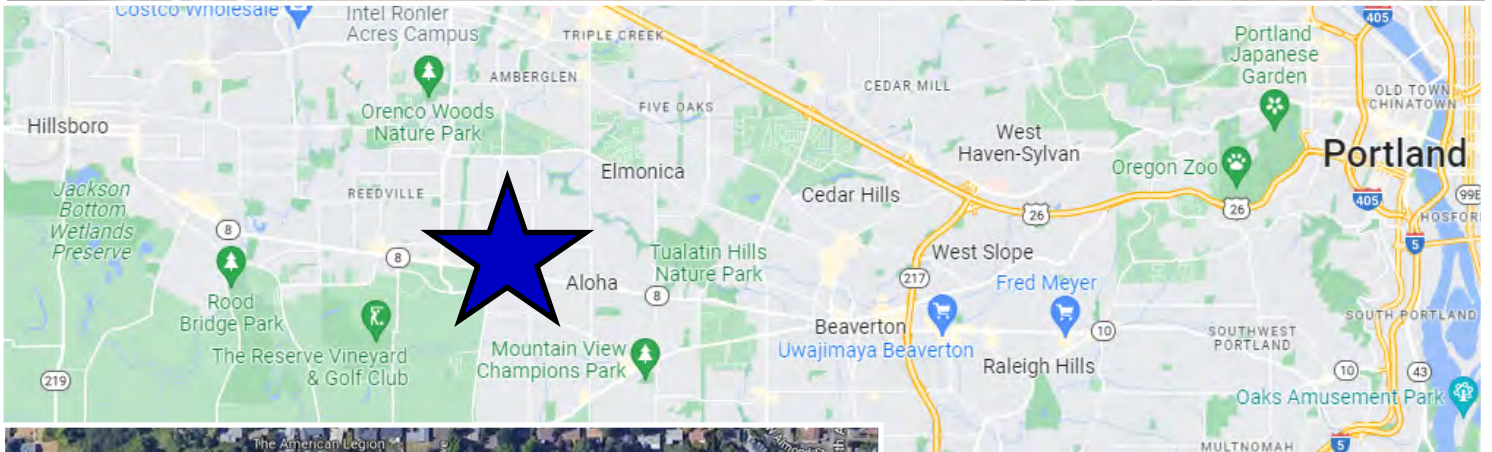 Costco Wholesale
Intel Ronler
Acres Campus
TRIPLE CREEK
AMBERGLEN
Orenco Woods
Nature Park
FIVE OAKS
CEDAR MILL
405
Portland
Japanese
Garden
OLD TOWN
CHINATOWN
Hillsboro
West
Haven-Sylvan
Oregon Zoo
Portland
Elmonica
Cedar Hills
Jackson
Bottom
Wetlands
Preserve
REEDVILLE
26
26
405
99E
HOSFOR
8
8
5
Tualatin Hills
Nature Park
West Slope
217
Aloha
8
Fred Meyer
Rood
Bridge Park
Beaverton
Uwajimaya Beaverton
10
SOUTH PORTLAND
SOUTHWEST
PORTLAND
The Reserve Vineyard
& Golf Club
Mountain View
Champions Park
Raleigh Hills
219
10
43
Oaks Amusement Park
The American Legion
MULTNOMAH
5